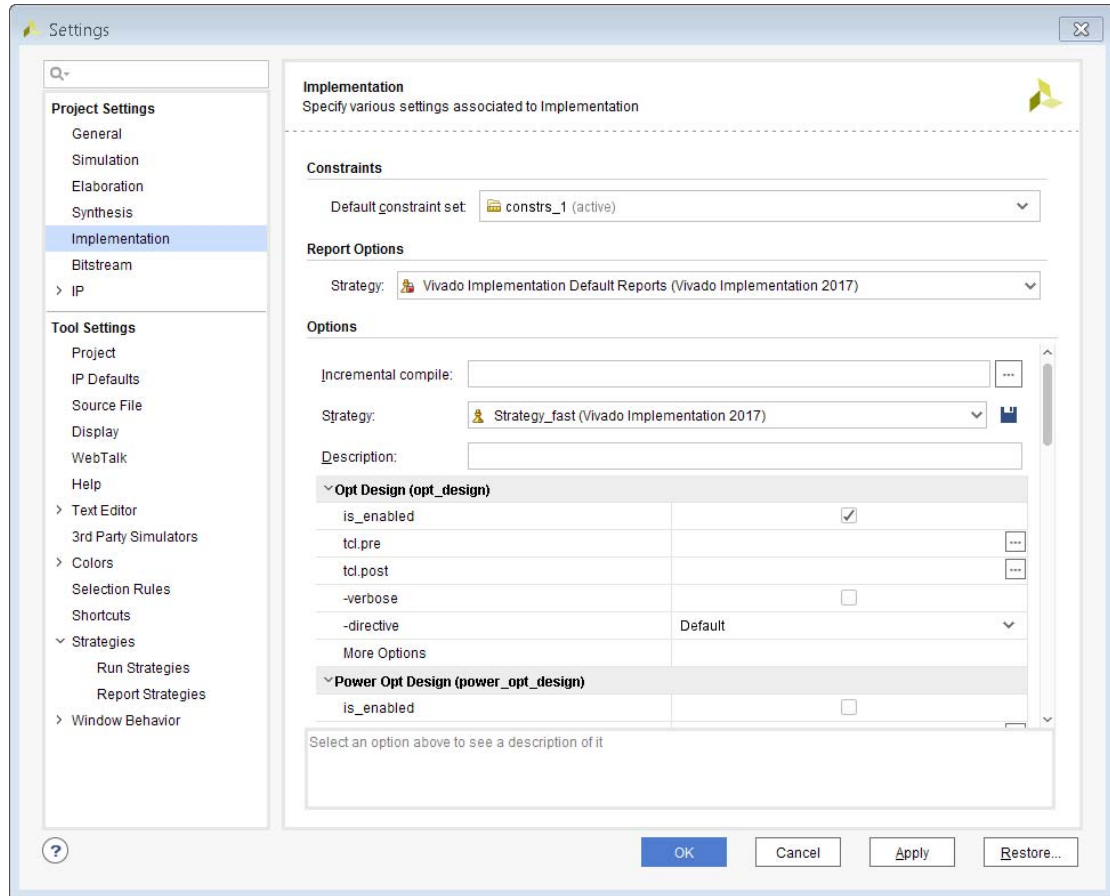 Settings
Project Settings
General
Simulation
Elaboration
Synthesis
Implementation
Bitstream
IP
Tool Settings
Project
IP Defaults
Source File
Display
WebTalk
Help
Text Editor
3rd Party Simulators
Colors
Selection Rules
Shortcuts
Strategies
Run Strategies
Report Strategies
Window Behavior
Implementation
Specify various settings associated to Implementation
Constraints
Default constraint set: constrs_1 (active)
Report Options
Strategy: Vivado Implementation Default Reports (Vivado Implementation 2017)
Options
Incremental compile:
...
Strategy: Strategy_fast (Vivado Implementation 2017)
Description:
Opt Design (opt_design)
is_enabled
tcl.pre ...
tcl.post ...
-verbose
-directive Default
More Options
Power Opt Design (power_opt_design)
is_enabled
Select an option above to see a description of it
? OK Cancel Apply Restore...